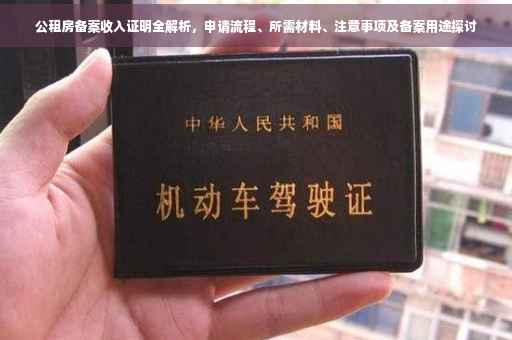 公租房备案收入证明全解析，申请流程、所需材料、注意事项及备案用途探讨
中华人民共和国
机动车驾驶证